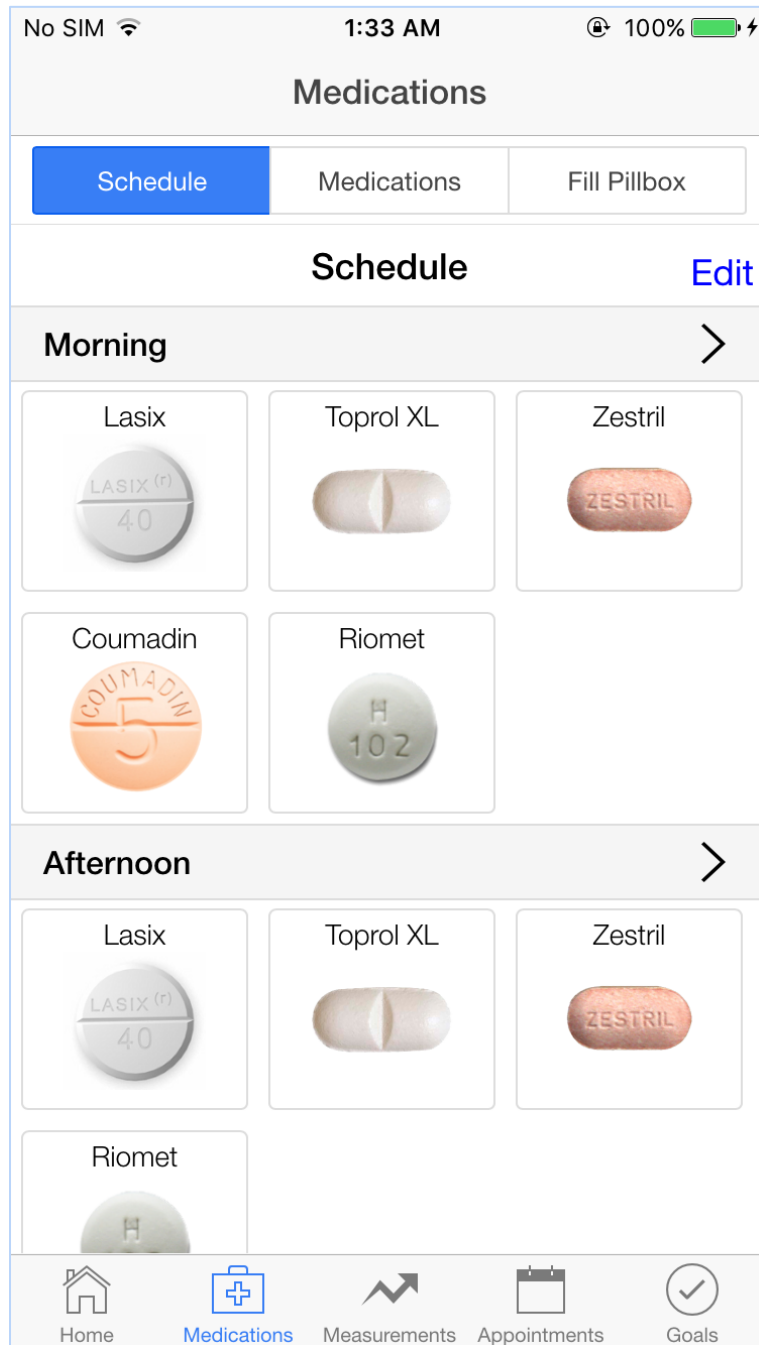 No SIM 1:33 AM 100%
Medications
Schedule Medications Fill Pillbox
Schedule Edit
Morning
Lasix Toprol XL Zestril
LASIX (r)
40
ZESTRIL
Coumadin Riomet
COUMADIN
5
H
102
Afternoon
Lasix Toprol XL Zestril
LASIX (r)
40
ZESTRIL
Riomet
H
Home Medications Measurements Appointments Goals